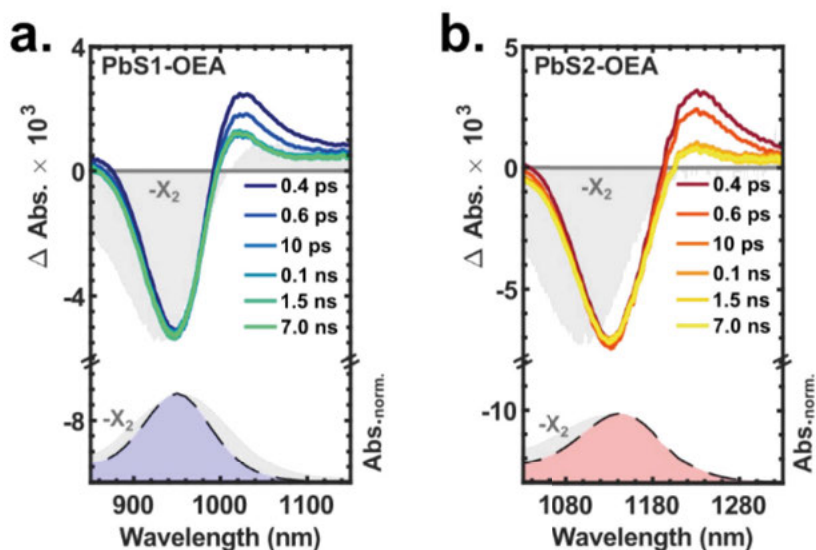 a.
PbS1-OEA
4
0
-4
-8
Δ Abs. × 10³
-X₂
0.4 ps
0.6 ps
10 ps
0.1 ns
1.5 ns
7.0 ns
-X₂
Abs.norm.
900 1000 1100
Wavelength (nm)
b.
PbS2-OEA
5
0
-5
-10
Δ Abs. × 10³
-X₂
0.4 ps
0.6 ps
10 ps
0.1 ns
1.5 ns
7.0 ns
-X₂
Abs.norm.
1080 1180 1280
Wavelength (nm)